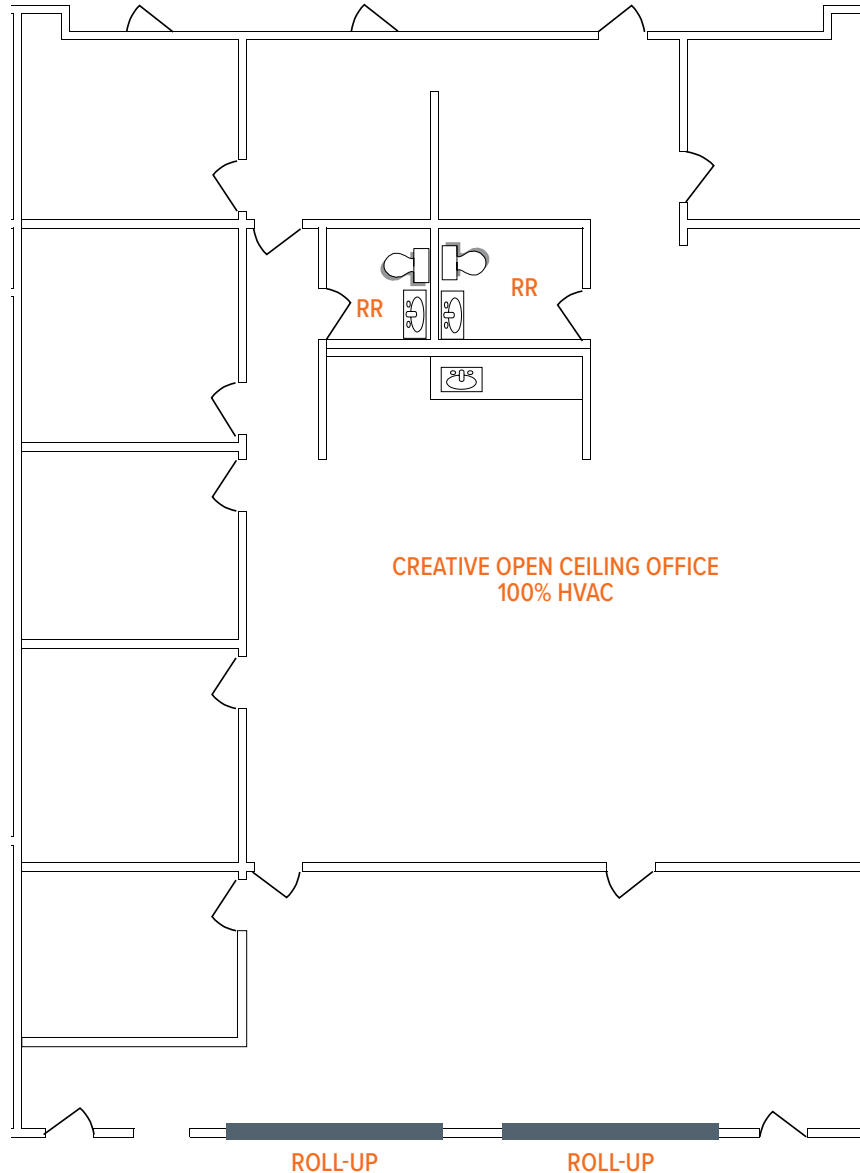 RR
RR
CREATIVE OPEN CEILING OFFICE
100% HVAC
ROLL-UP
ROLL-UP